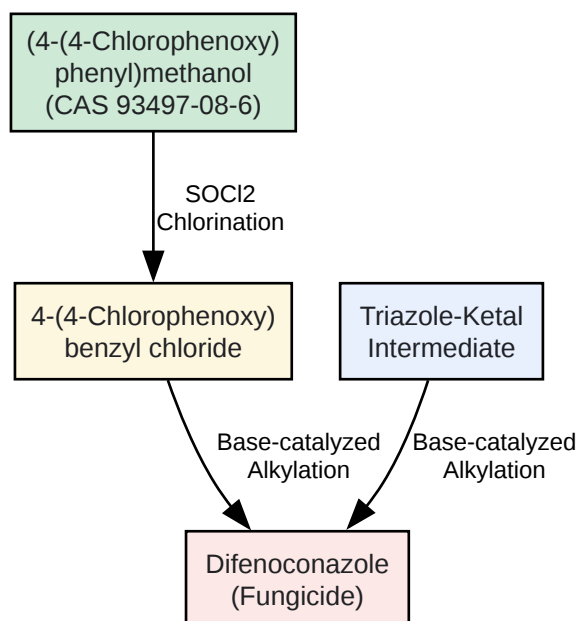 (4-(4-Chlorophenoxy)
phenyl)methanol
(CAS 93497-08-6)
SOCl2
Chlorination
4-(4-Chlorophenoxy)
benzyl chloride
Triazole-Ketal
Intermediate
Base-catalyzed
Alkylation
Base-catalyzed
Alkylation
Difenoconazole
(Fungicide)